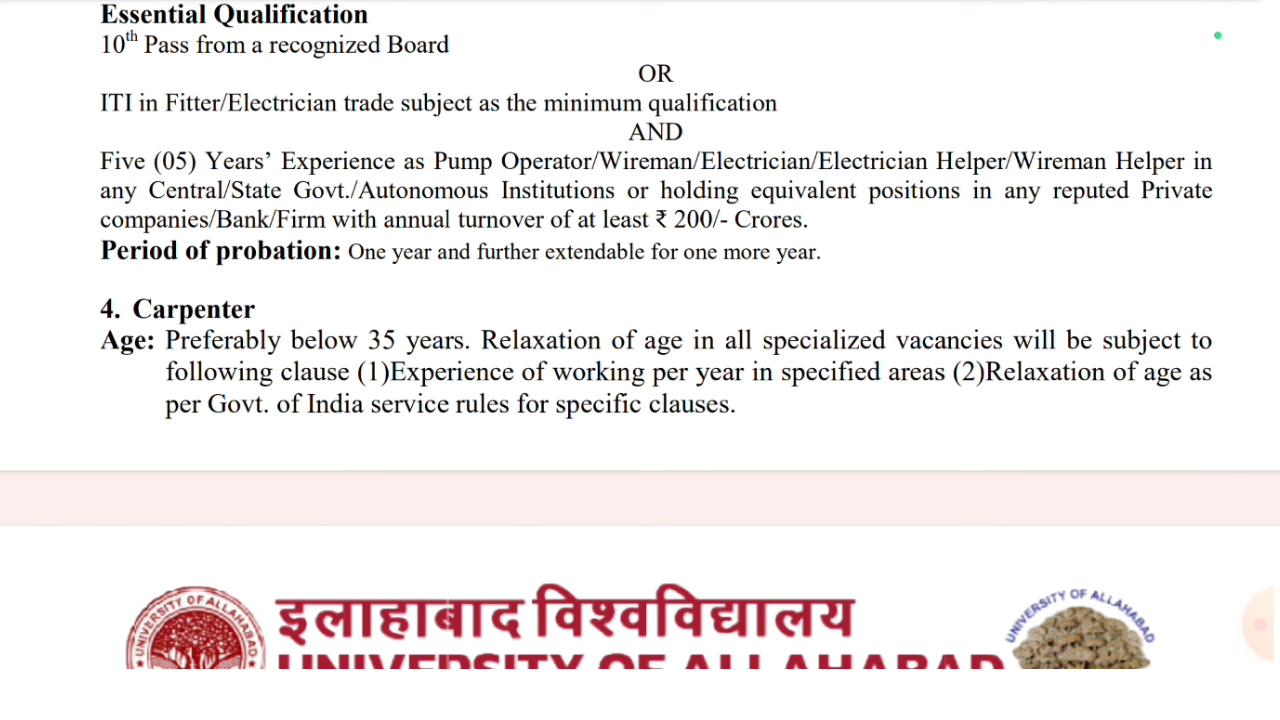 Essential Qualification
10th Pass from a recognized Board
OR
ITI in Fitter/Electrician trade subject as the minimum qualification
AND
Five (05) Years’ Experience as Pump Operator/Wireman/Electrician/Electrician Helper/Wireman Helper in
any Central/State Govt./Autonomous Institutions or holding equivalent positions in any reputed Private
companies/Bank/Firm with annual turnover of at least ₹ 200/- Crores.
Period of probation: One year and further extendable for one more year.
4. Carpenter
Age: Preferably below 35 years. Relaxation of age in all specialized vacancies will be subject to
following clause (1)Experience of working per year in specified areas (2)Relaxation of age as
per Govt. of India service rules for specific clauses.
UNIVERSITY OF ALLAHABAD
इलाहाबाद विश्वविद्यालय
UNIVERSITY OF ALLAHABAD
UNIVERSITY OF ALLAHABAD